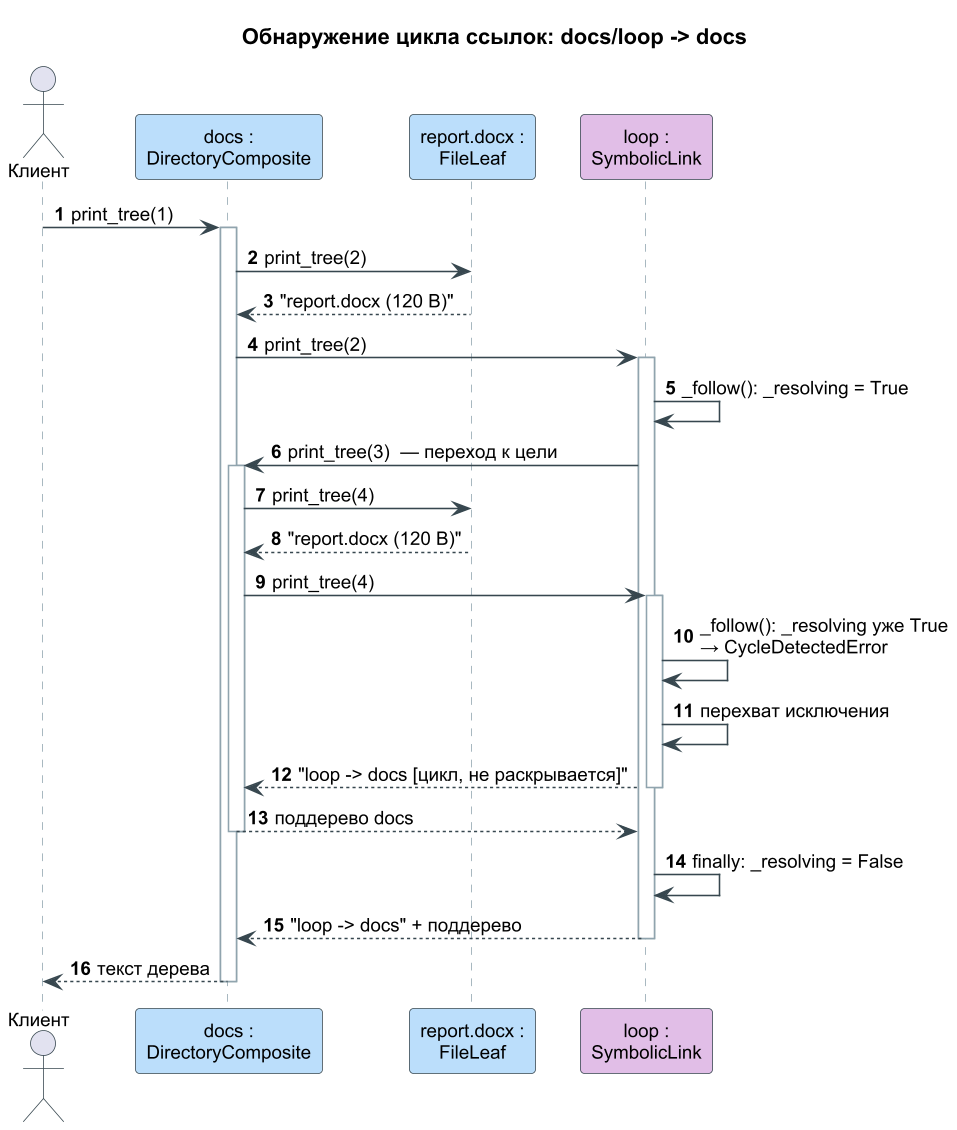 Обнаружение цикла ссылок: docs/loop -> docs
Клиент
docs :
DirectoryComposite
report.docx :
FileLeaf
loop :
SymbolicLink
1 print_tree(1)
2 print_tree(2)
3 "report.docx (120 B)"
4 print_tree(2)
5 _follow(): _resolving = True
6 print_tree(3) — переход к цели
7 print_tree(4)
8 "report.docx (120 B)"
9 print_tree(4)
10 _follow(): _resolving уже True
→ CycleDetectedError
11 перехват исключения
12 "loop -> docs [цикл, не раскрывается]"
13 поддерево docs
14 finally: _resolving = False
15 "loop -> docs" + поддерево
16 текст дерева
Клиент
docs :
DirectoryComposite
report.docx :
FileLeaf
loop :
SymbolicLink